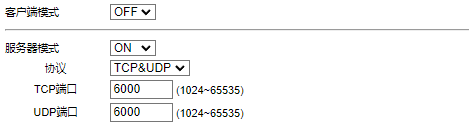 客户端模式 OFF
服务器模式 ON
协议 TCP&UDP
TCP端口 6000 (1024~65535)
UDP端口 6000 (1024~65535)